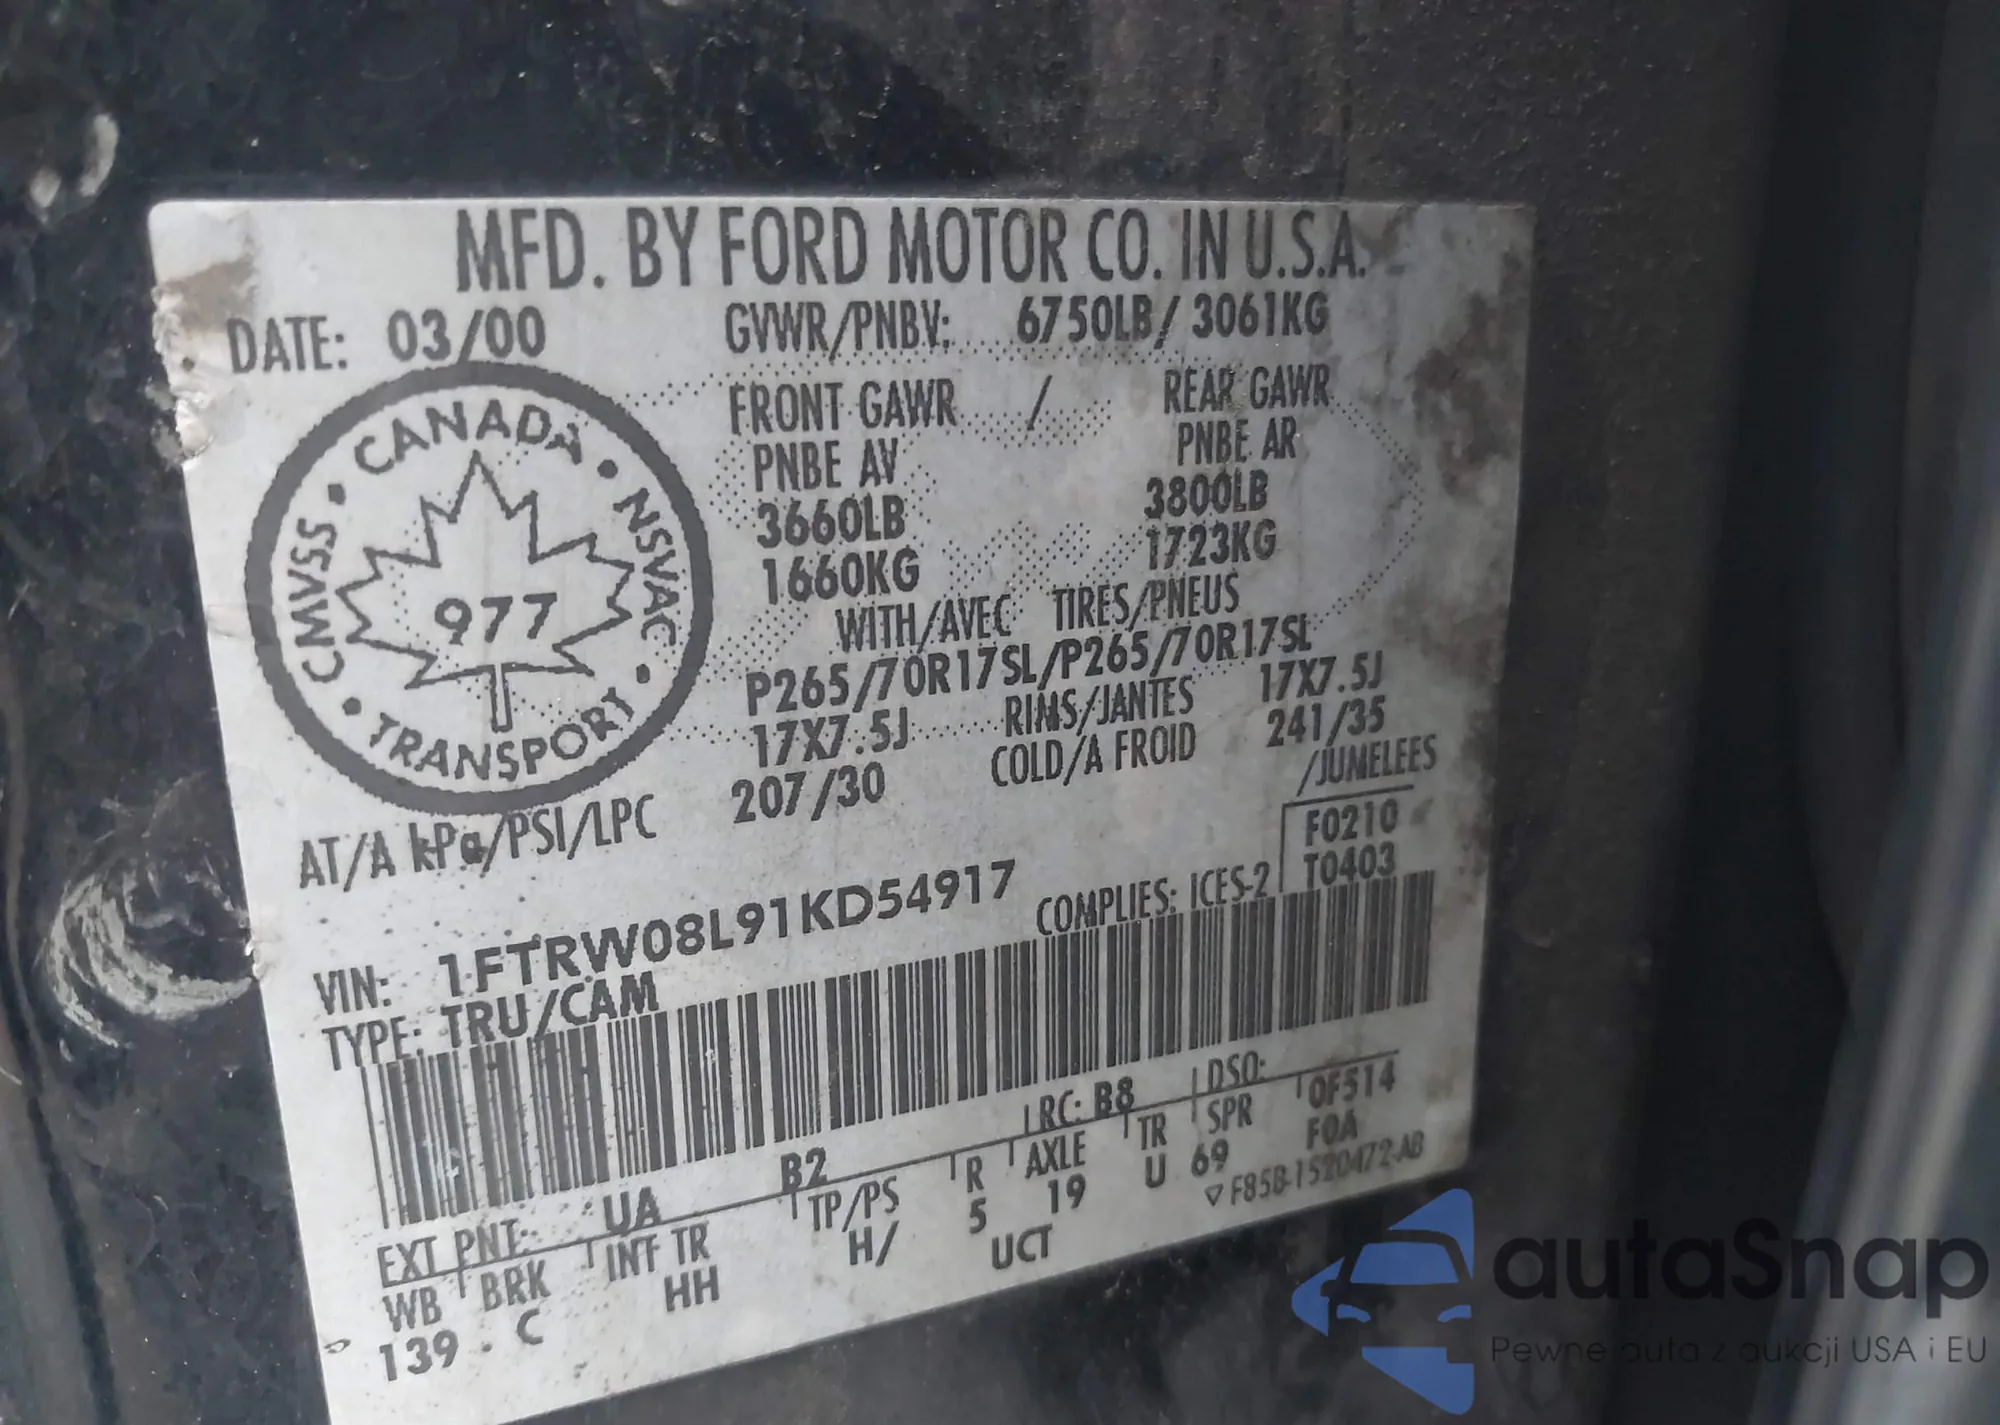 MFD. BY FORD MOTOR CO. IN U.S.A.
DATE: 03/00 GVWR/PNBV: 6750LB/ 3061KG
FRONT GAWR / REAR GAWR
PNBE AV PNBE AR
3660LB 3800LB
1660KG 1723KG
WITH/AVEC TIRES/PNEUS
P265/70R17SL/P265/70R17SL
17X7.5J RIMS/JANTES 17X7.5J
AT/A kPa/PSI/LPC 207/30 COLD/A FROID 241/35
/JUMELEES
CANADA
CMVSS • NSVAC
977
TRANSPORT
F0210
T0403
VIN: 1FTRW08L91KD54917 COMPLIES: ICES-2
TYPE: TRU/CAM
EXT PNT: UA B2 RC: B8 DSO:
WB BRK INT TR TP/PS R AXLE TR SPR 0F514
139 C HH H/ 5 19 U 69 F0A
UCT
F85B-1520472-AB
autaSnap
Pewne auta z aukcji USA i EU